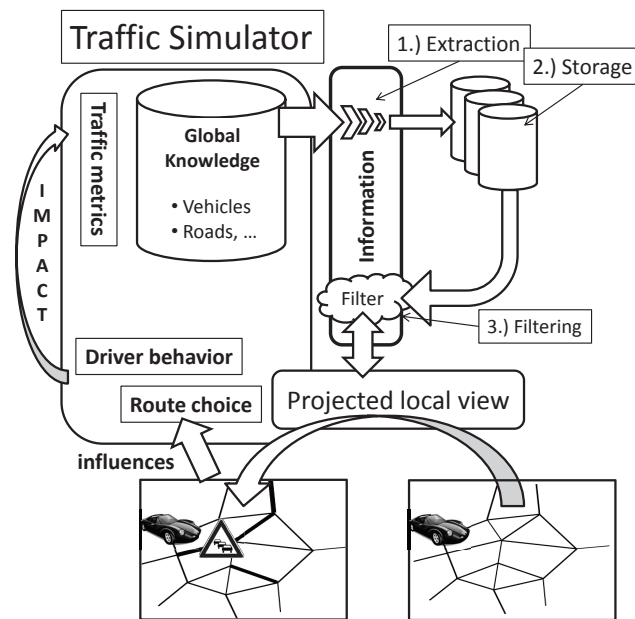 Traffic Simulator
1.) Extraction
2.) Storage
Traffic metrics
Global
Knowledge
• Vehicles
• Roads, ...
Information
IMPACT
Filter
3.) Filtering
Driver behavior
Route choice
Projected local view
influences